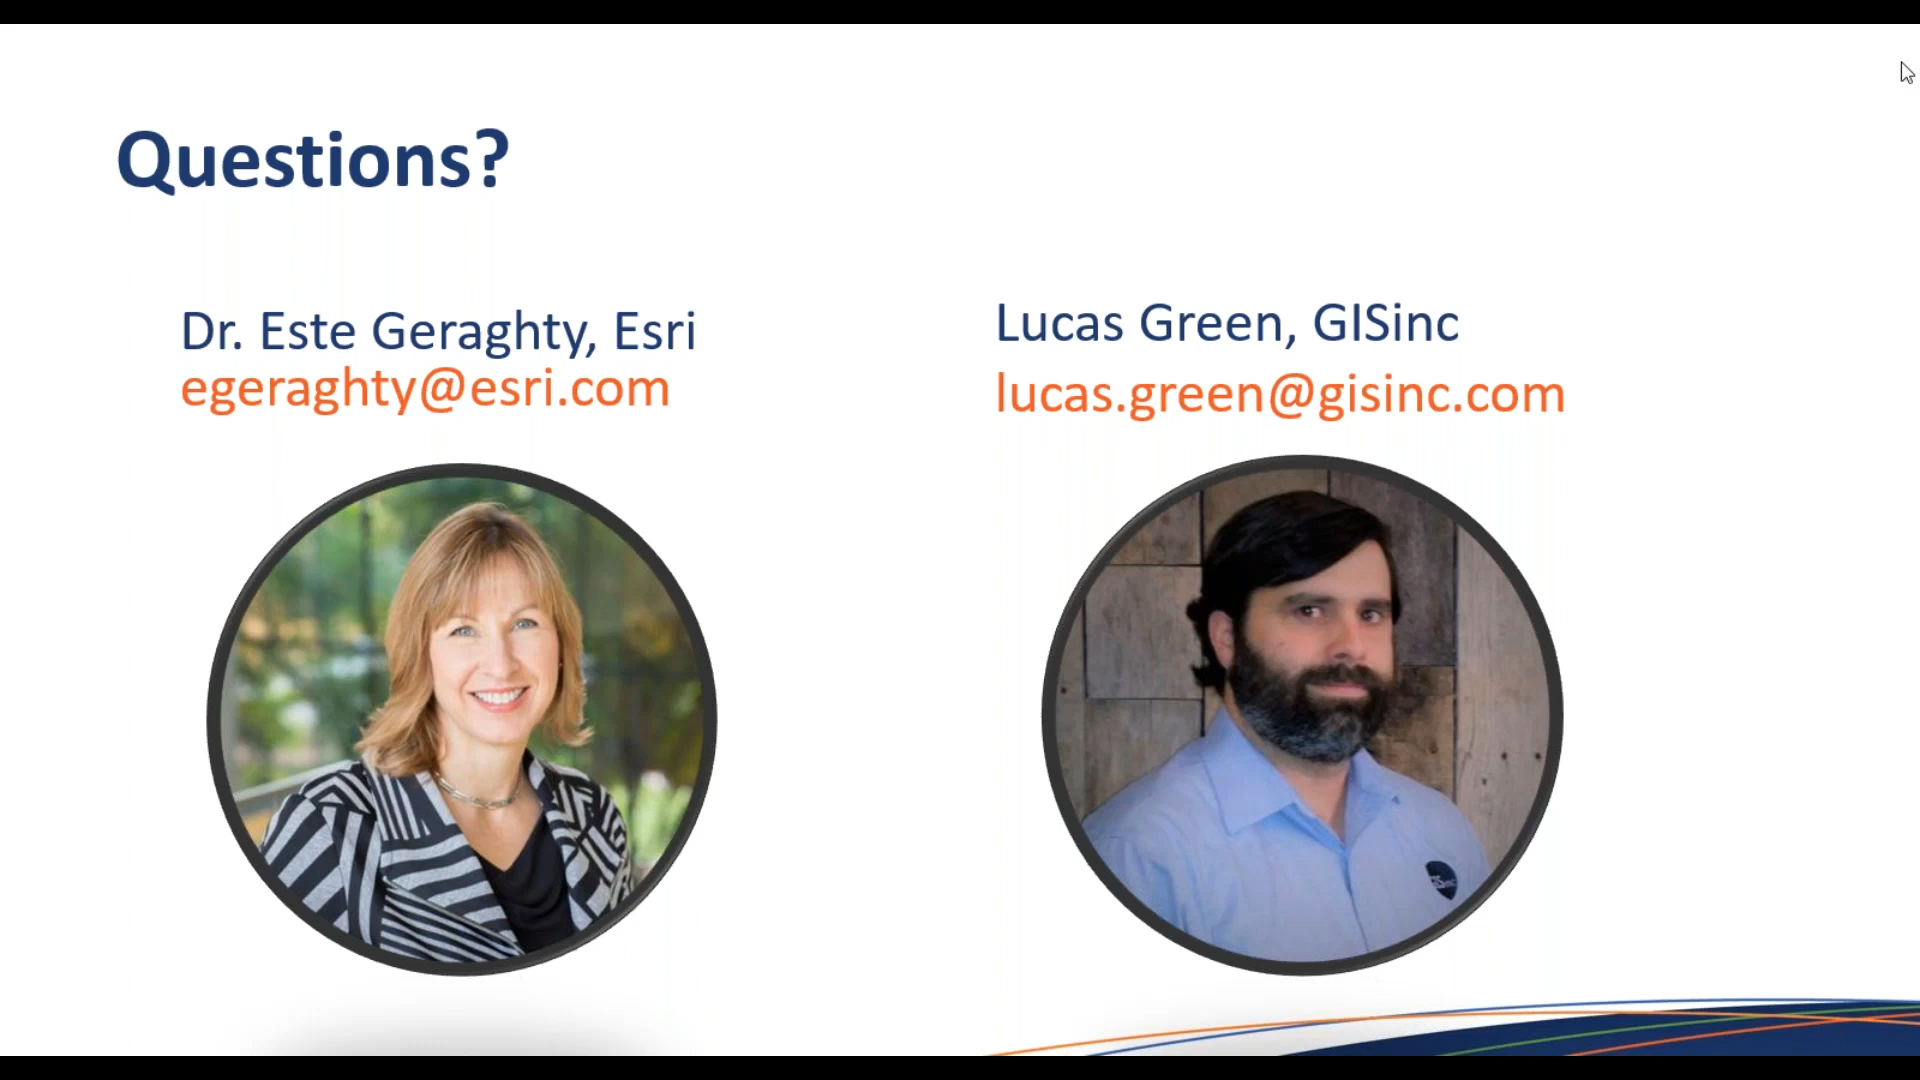 Questions?
Dr. Este Geraghty, Esri
egeraghty@esri.com
Lucas Green, GISinc
lucas.green@gisinc.com